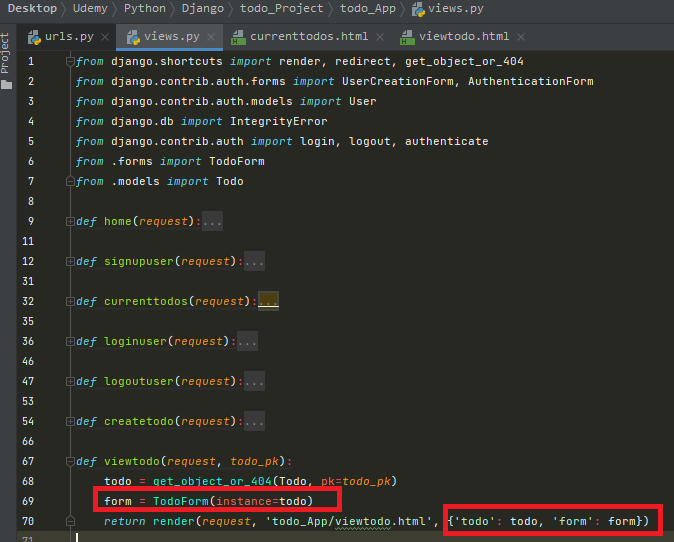 Desktop > Udemy > Python > Django > todo_Project > todo_App > views.py
urls.py × views.py × currenttodos.html × viewtodo.html ×
Project
1 from django.shortcuts import render, redirect, get_object_or_404
2 from django.contrib.auth.forms import UserCreationForm, AuthenticationForm
3 from django.contrib.auth.models import User
4 from django.db import IntegrityError
5 from django.contrib.auth import login, logout, authenticate
6 from .forms import TodoForm
7 from .models import Todo
8
9 def home(request):...
11
12 def signupuser(request):...
31
32 def currenttodos(request):...
35
36 def loginuser(request):...
46
47 def logoutuser(request):...
53
54 def createtodo(request):...
66
67 def viewtodo(request, todo_pk):
68 todo = get_object_or_404(Todo, pk=todo_pk)
69 form = TodoForm(instance=todo)
70 return render(request, 'todo_App/viewtodo.html', {'todo': todo, 'form': form})
71